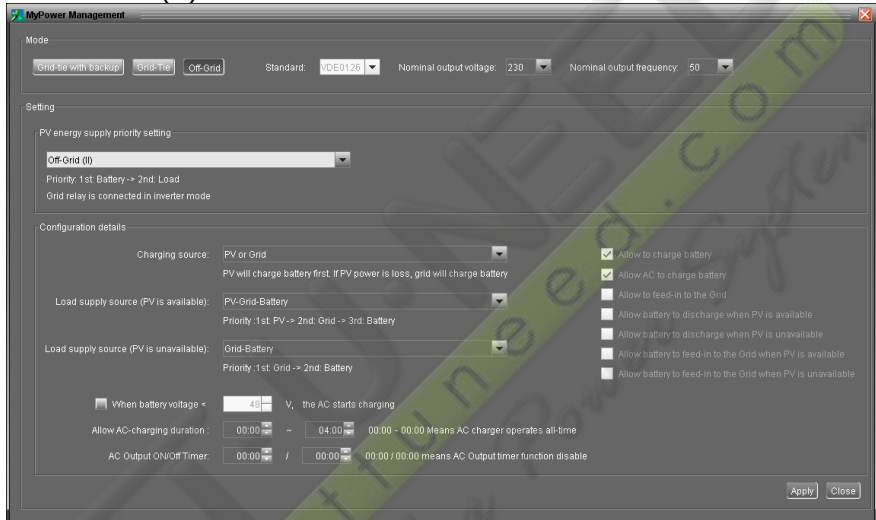 MyPower Management
Mode
Grid-tie with backup Grid-Tie Off-Grid Standard: VDE0126 Nominal output voltage: 230 Nominal output frequency: 50
Setting
PV energy supply priority setting
Off-Grid (II)
Priority: 1st: Battery -> 2nd: Load
Grid relay is connected in inverter mode
Configuration details
Charging source: PV or Grid
PV will charge battery first. If PV power is loss, grid will charge battery
Load supply source (PV is available): PV-Grid-Battery
Priority :1st: PV-> 2nd: Grid -> 3rd: Battery
Load supply source (PV is unavailable): Grid-Battery
Priority :1st: Grid -> 2nd: Battery
Allow to charge battery
Allow AC to charge battery
Allow to feed-in to the Grid
Allow battery to discharge when PV is available
Allow battery to discharge when PV is unavailable
Allow battery to feed-in to the Grid when PV is available
Allow battery to feed-in to the Grid when PV is unavailable
When battery voltage < 48 V, the AC starts charging
Allow AC-charging duration : 00:00 ~ 04:00 00:00 - 00:00 Means AC charger operates all-time
AC Output ON/Off Timer: 00:00 / 00:00 00:00 / 00:00 means AC Output timer function disable
Apply Close